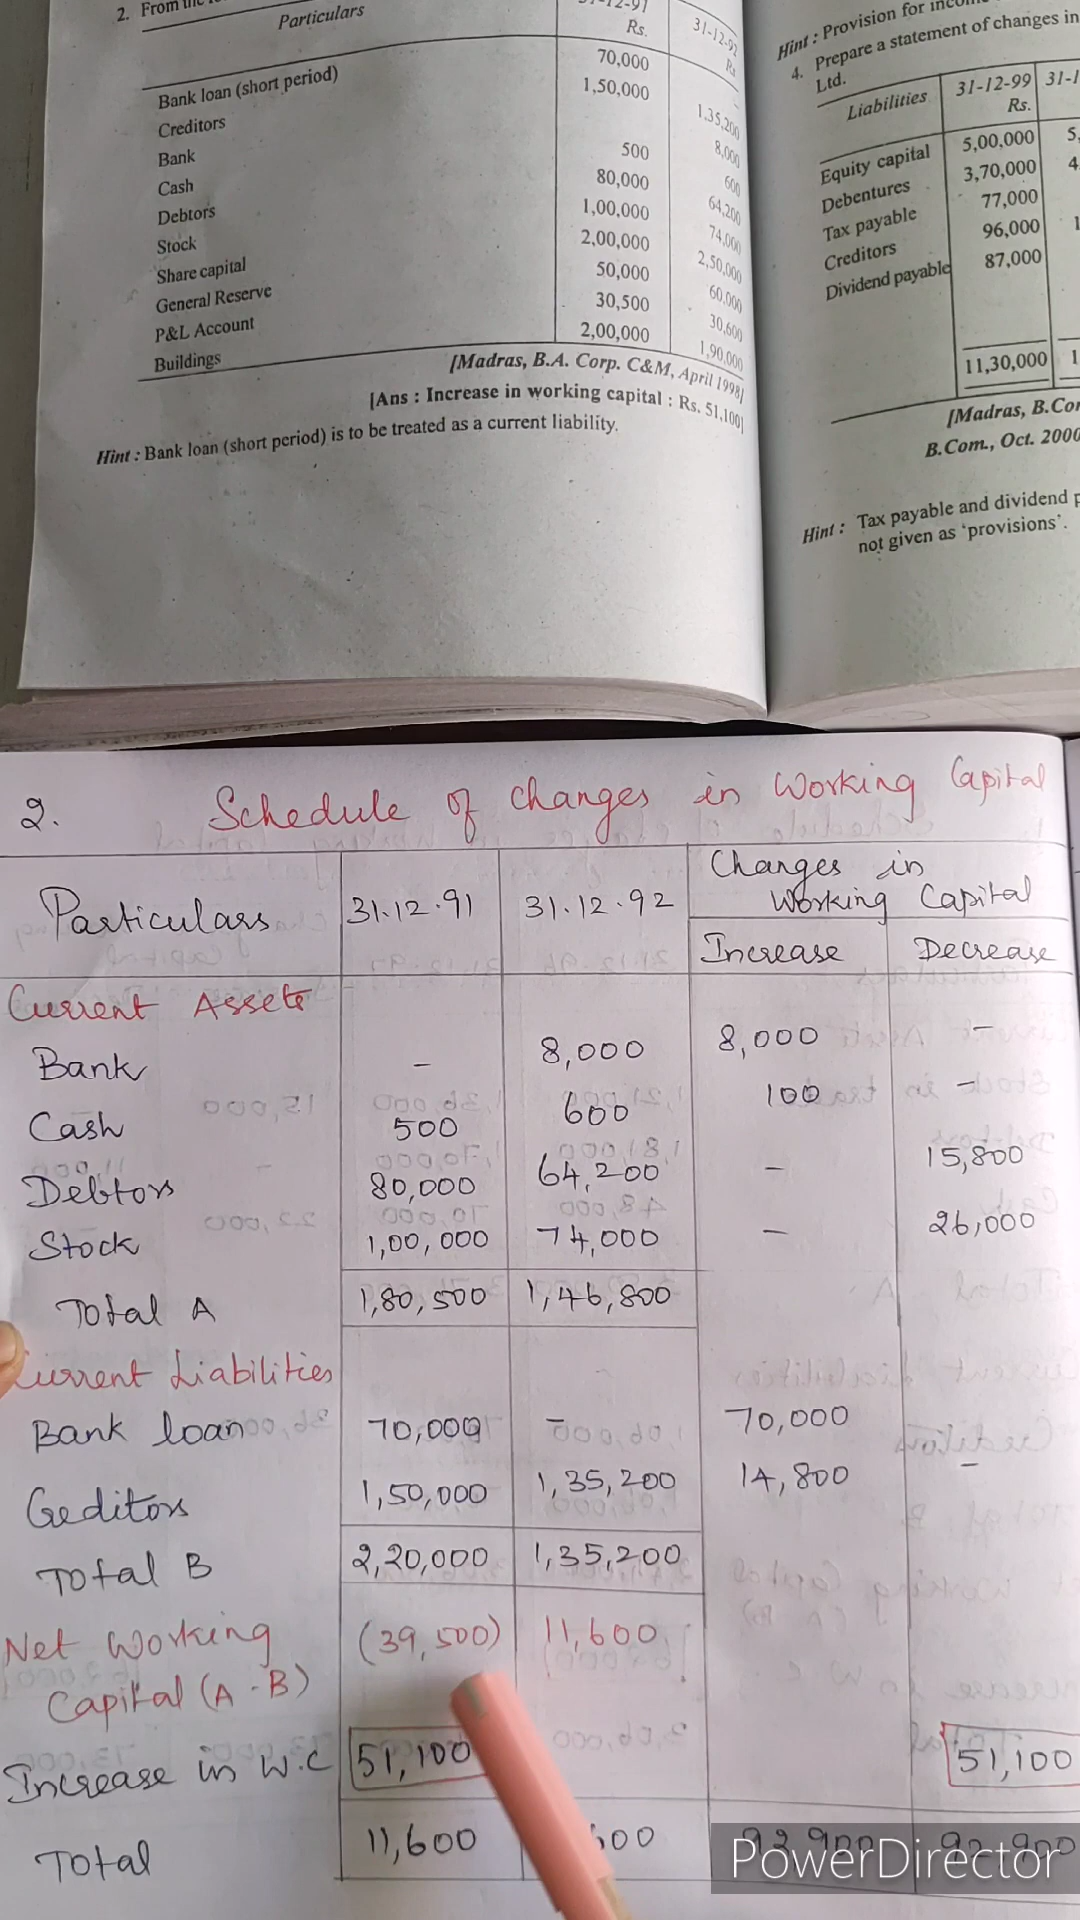 2. From the
Particulars
31-12-91
Rs.
31-12-92
Rs.
Bank loan (short period) 70,000 -
Creditors 1,50,000 1,35,200
Bank 8,000
Cash 500 600
Debtors 80,000 64,200
Stock 1,00,000 74,000
Share capital 2,00,000 2,50,000
General Reserve 50,000 60,000
P&L Account 30,500 30,600
Buildings 2,00,000 1,90,000
[Madras, B.A. Corp. C&M, April 1998]
[Ans : Increase in working capital : Rs. 51,100]
Hint : Bank loan (short period) is to be treated as a current liability.
Hint : Provision for
4. Prepare a statement of changes in
Ltd.
Liabilities 31-12-99
Rs.
Equity capital 5,00,000
Debentures 3,70,000
Tax payable 77,000
Creditors 96,000
Dividend payable 87,000
11,30,000
[Madras, B.Com
B.Com., Oct. 2000
Hint : Tax payable and dividend
not given as 'provisions'.
2. Schedule of changes in Working Capital
Particulars 31.12.91 31.12.92 Changes in Working Capital
Increase Decrease
Current Assets
Bank - 8,000 8,000 -
Cash 500 600 100 -
Debtors 80,000 64,200 - 15,800
Stock 1,00,000 74,000 - 26,000
Total A 1,80,500 1,46,800
Current Liabilities
Bank loan 70,000 - 70,000
Creditors 1,50,000 1,35,200 14,800 -
Total B 2,20,000 1,35,200
Net Working (39,500) 11,600
Capital (A-B)
Increase in W.C 51,100 51,100
Total 11,600 600 92,900 92,900
PowerDirector